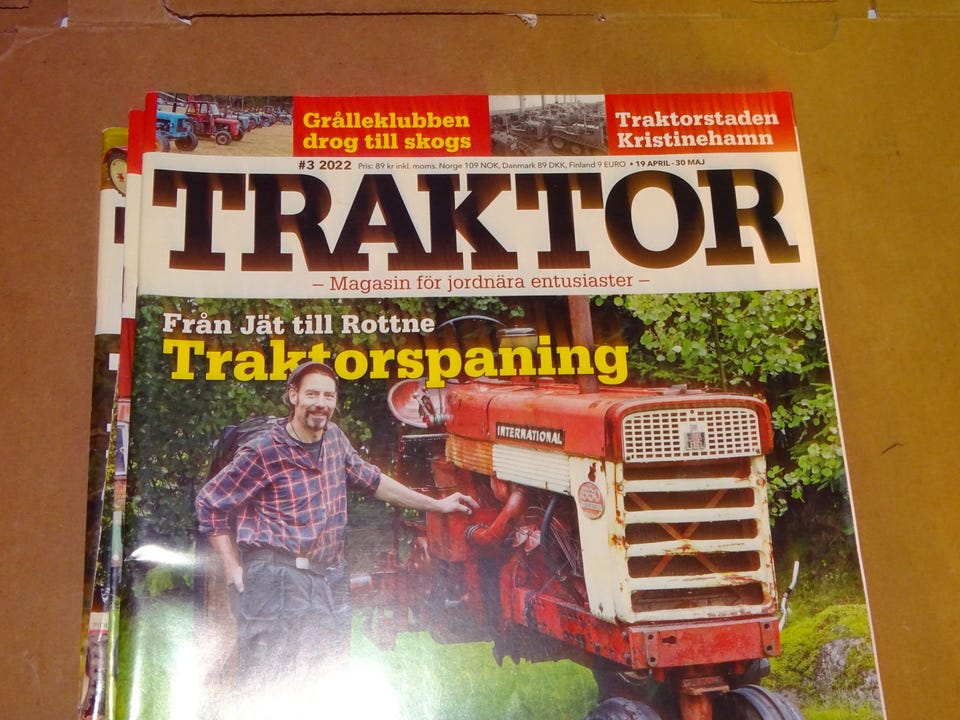 Grålleklubben
drog till skogs
Traktorstaden
Kristinehamn
#3 2022 Pris: 89 kr inkl. moms. Norge 109 NOK, Danmark 89 DKK, Finland 9 EURO • 19 APRIL - 30 MAJ
TRAKTOR
– Magasin för jordnära entusiaster –
Från Jät till Rottne
Traktorspaning
INTERNATIONAL
560